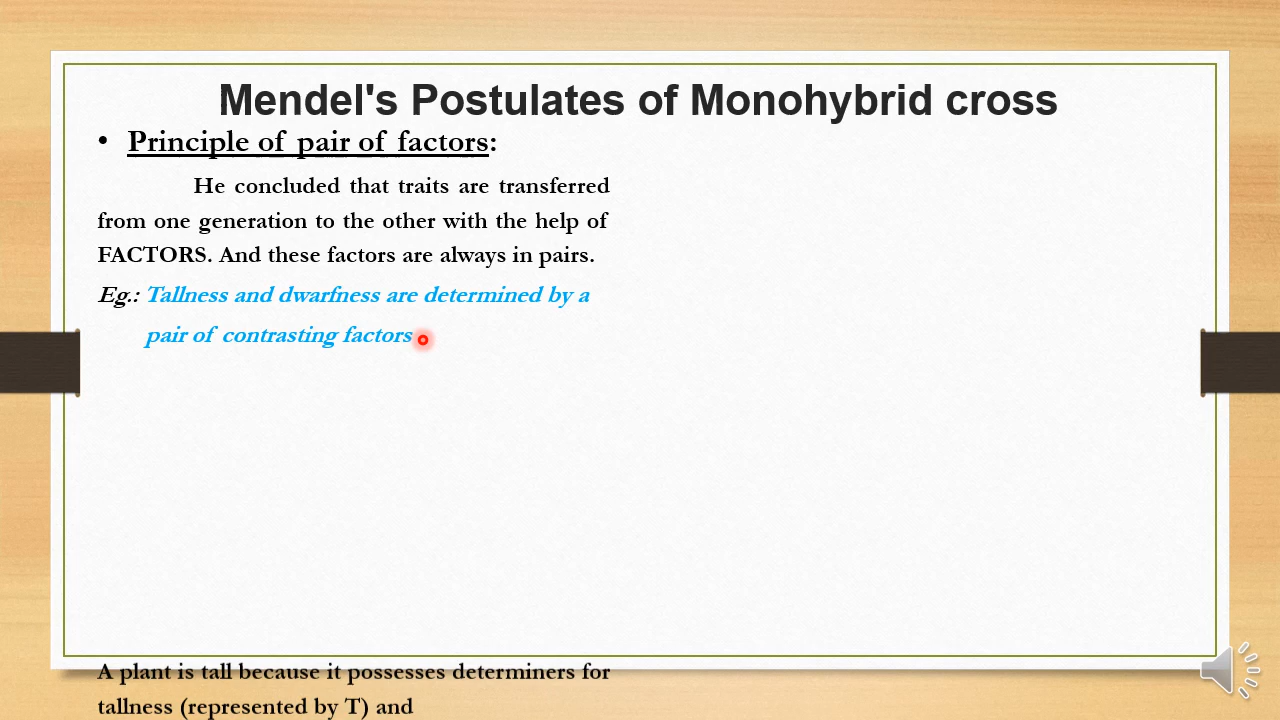 Mendel's Postulates of Monohybrid cross
• Principle of pair of factors:
He concluded that traits are transferred
from one generation to the other with the help of
FACTORS. And these factors are always in pairs.
Eg.: Tallness and dwarfness are determined by a
pair of contrasting factors
A plant is tall because it possesses determiners for
tallness (represented by T) and